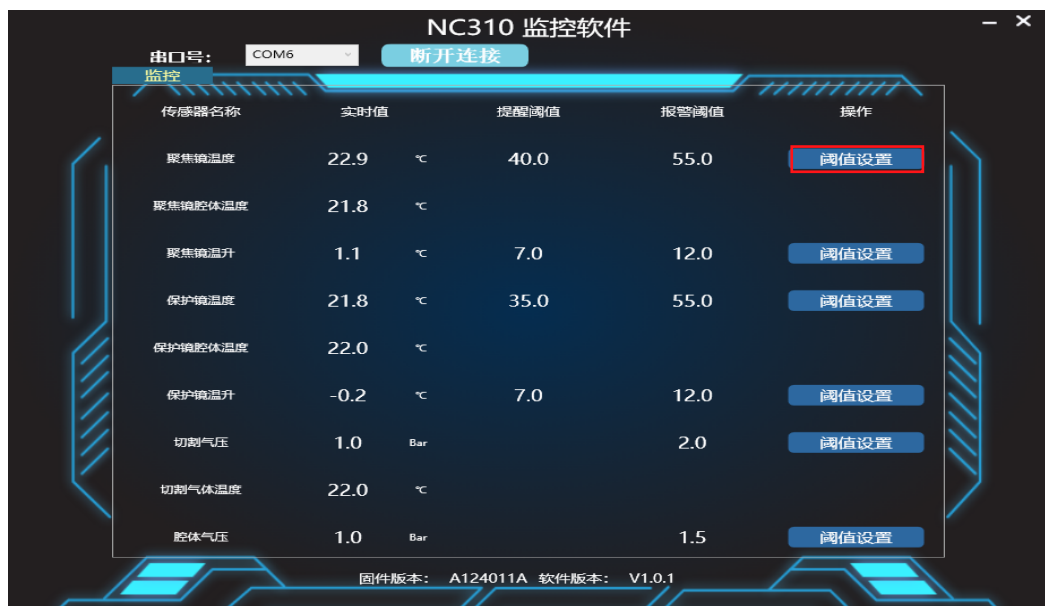 NC310 监控软件
串口号: COM6 断开连接
监控
传感器名称 实时值 提醒阈值 报警阈值 操作
聚焦镜温度 22.9 ℃ 40.0 55.0 阈值设置
聚焦镜腔体温度 21.8 ℃
聚焦镜温升 1.1 ℃ 7.0 12.0 阈值设置
保护镜温度 21.8 ℃ 35.0 55.0 阈值设置
保护镜腔体温度 22.0 ℃
保护镜温升 -0.2 ℃ 7.0 12.0 阈值设置
切割气压 1.0 Bar 2.0 阈值设置
切割气体温度 22.0 ℃
腔体气压 1.0 Bar 1.5 阈值设置
固件版本: A124011A 软件版本: V1.0.1